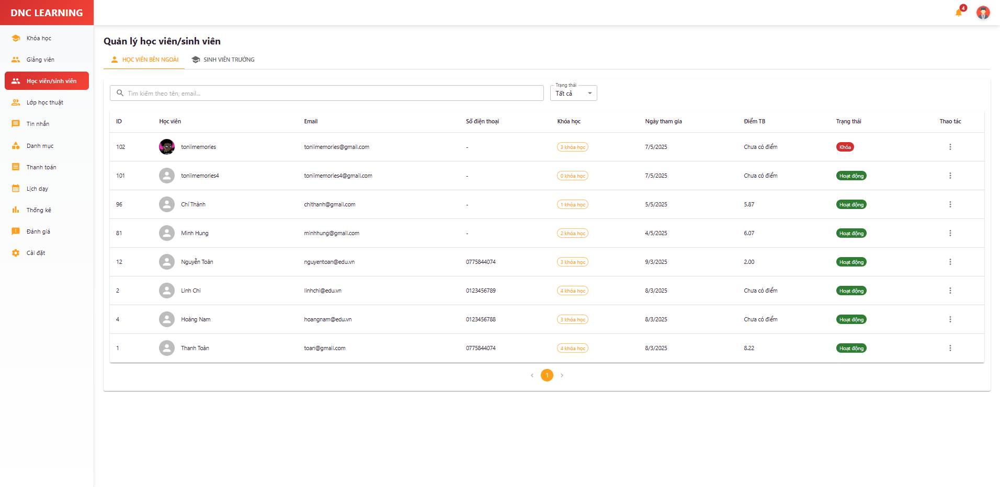 DNC LEARNING
4
Khóa học
Giảng viên
Học viên/sinh viên
Lớp học thuật
Tin nhắn
Danh mục
Thanh toán
Lịch dạy
Thống kê
Đánh giá
Cài đặt
Quản lý học viên/sinh viên
HỌC VIÊN BÊN NGOÀI SINH VIÊN TRƯỜNG
Trạng thái
Tìm kiếm theo tên, email... Tất cả
ID Học viên Email Số điện thoại Khóa học Ngày tham gia Điểm TB Trạng thái Thao tác
102 toniimemories toniimemories@gmail.com - 3 khóa học 7/5/2025 Chưa có điểm Khóa
101 toniimemories4 toniimemories4@gmail.com - 0 khóa học 7/5/2025 Chưa có điểm Hoạt động
96 Chí Thành chithanh@gmail.com - 1 khóa học 5/5/2025 5.87 Hoạt động
81 Minh Hung minhhung@gmail.com - 2 khóa học 4/5/2025 6.07 Hoạt động
12 Nguyễn Toàn nguyentoan@edu.vn 0775844074 3 khóa học 9/3/2025 2.00 Hoạt động
2 Linh Chi linhchi@edu.vn 0123456789 4 khóa học 8/3/2025 Chưa có điểm Hoạt động
4 Hoàng Nam hoangnam@edu.vn 0123456788 3 khóa học 8/3/2025 Chưa có điểm Hoạt động
1 Thanh Toàn toan@gmail.com 0775844074 4 khóa học 8/3/2025 8.22 Hoạt động
1